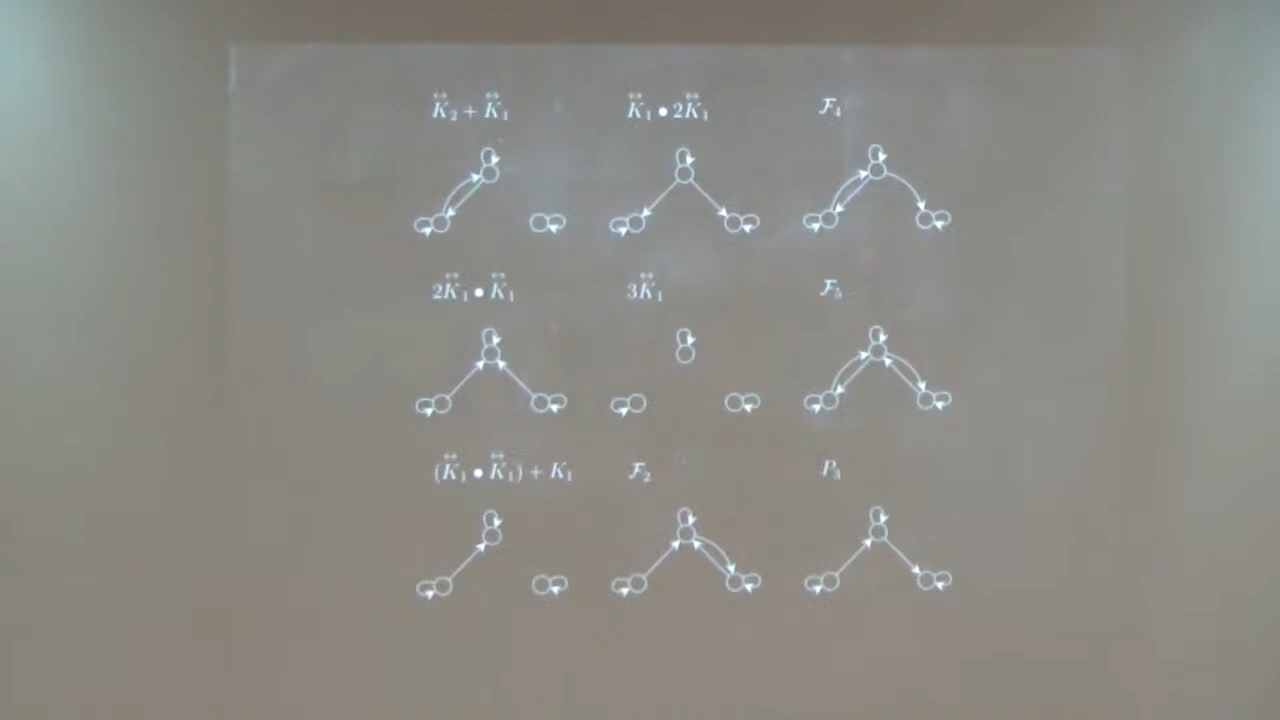 K̈₂ + K̈₁ K̈₁ • 2K̈₁ ℱ₄
2K̈₁ • K̈₁ 3K̈₁ ℱ₅
(K̈₁ • K̈₁) + K₁ ℱ₂ P₃